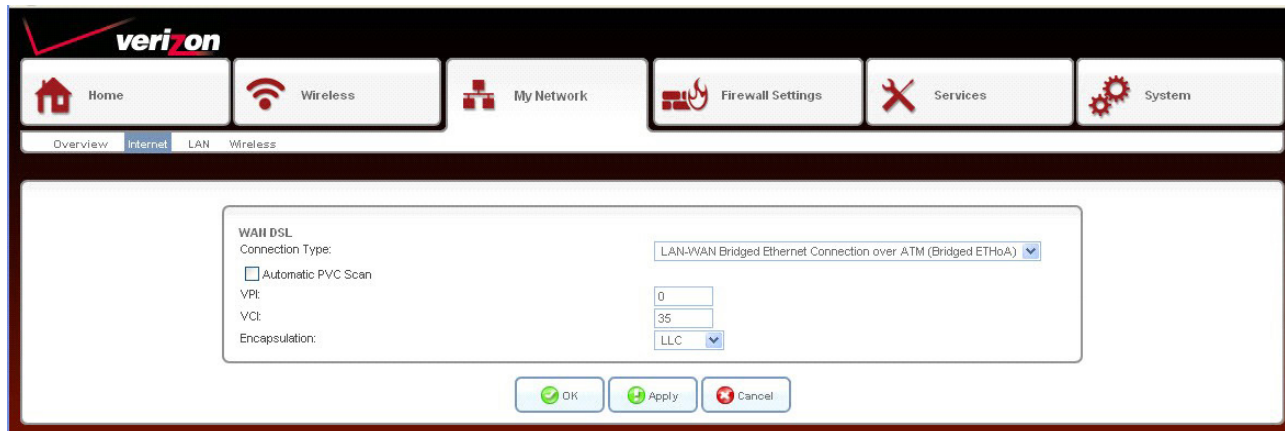 verizon
Home Wireless My Network Firewall Settings Services System
Overview Internet LAN Wireless
WAN DSL
Connection Type: LAN-WAN Bridged Ethernet Connection over ATM (Bridged ETHoA)
Automatic PVC Scan
VPI: 0
VCI: 35
Encapsulation: LLC
OK Apply Cancel